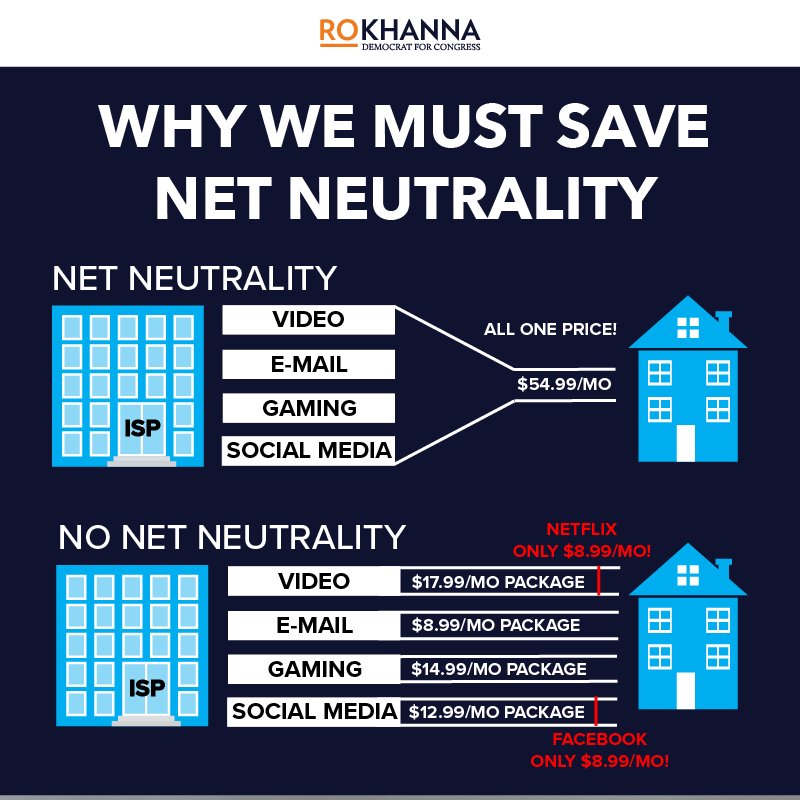 ROKHANNA
DEMOCRAT FOR CONGRESS
WHY WE MUST SAVE
NET NEUTRALITY
NET NEUTRALITY
VIDEO
E-MAIL
GAMING
SOCIAL MEDIA
ISP
ALL ONE PRICE!
$54.99/MO
NO NET NEUTRALITY
NETFLIX
ONLY $8.99/MO!
VIDEO $17.99/MO PACKAGE
E-MAIL $8.99/MO PACKAGE
GAMING $14.99/MO PACKAGE
ISP
SOCIAL MEDIA $12.99/MO PACKAGE
FACEBOOK
ONLY $8.99/MO!